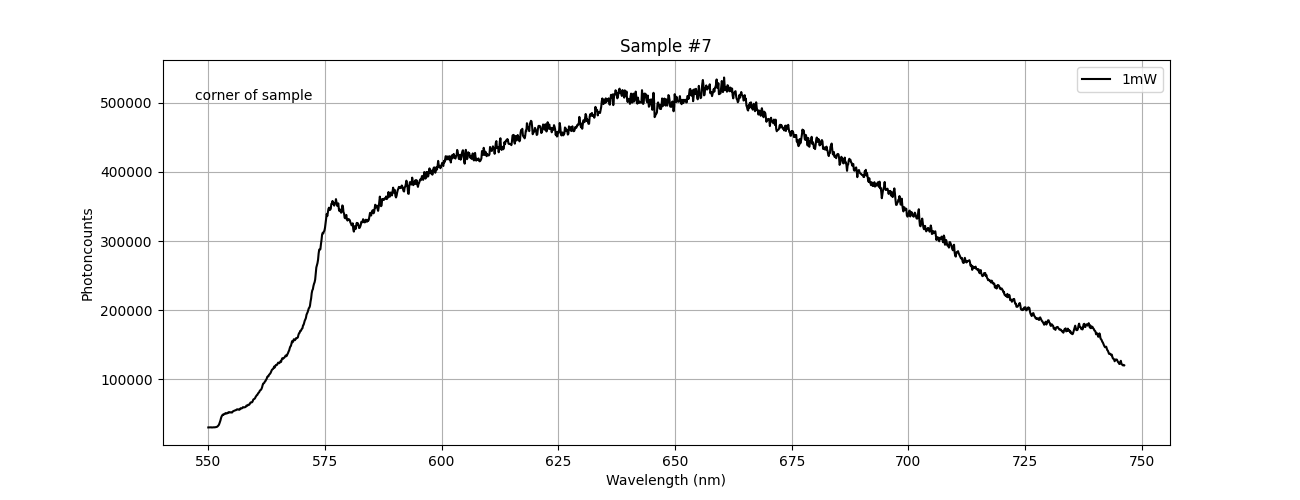 Sample #7
1mW
corner of sample
500000
400000
300000
200000
100000
Photoncounts
550 575 600 625 650 675 700 725 750
Wavelength (nm)